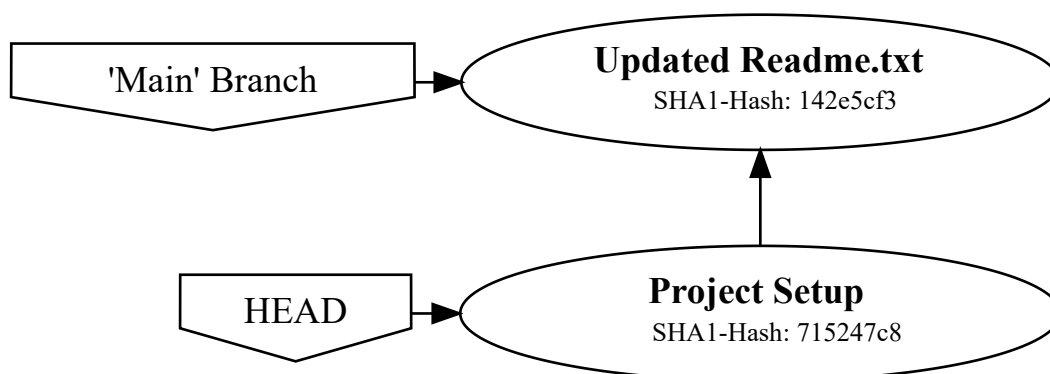 'Main' Branch
Updated Readme.txt
SHA1-Hash: 142e5cf3
HEAD
Project Setup
SHA1-Hash: 715247c8